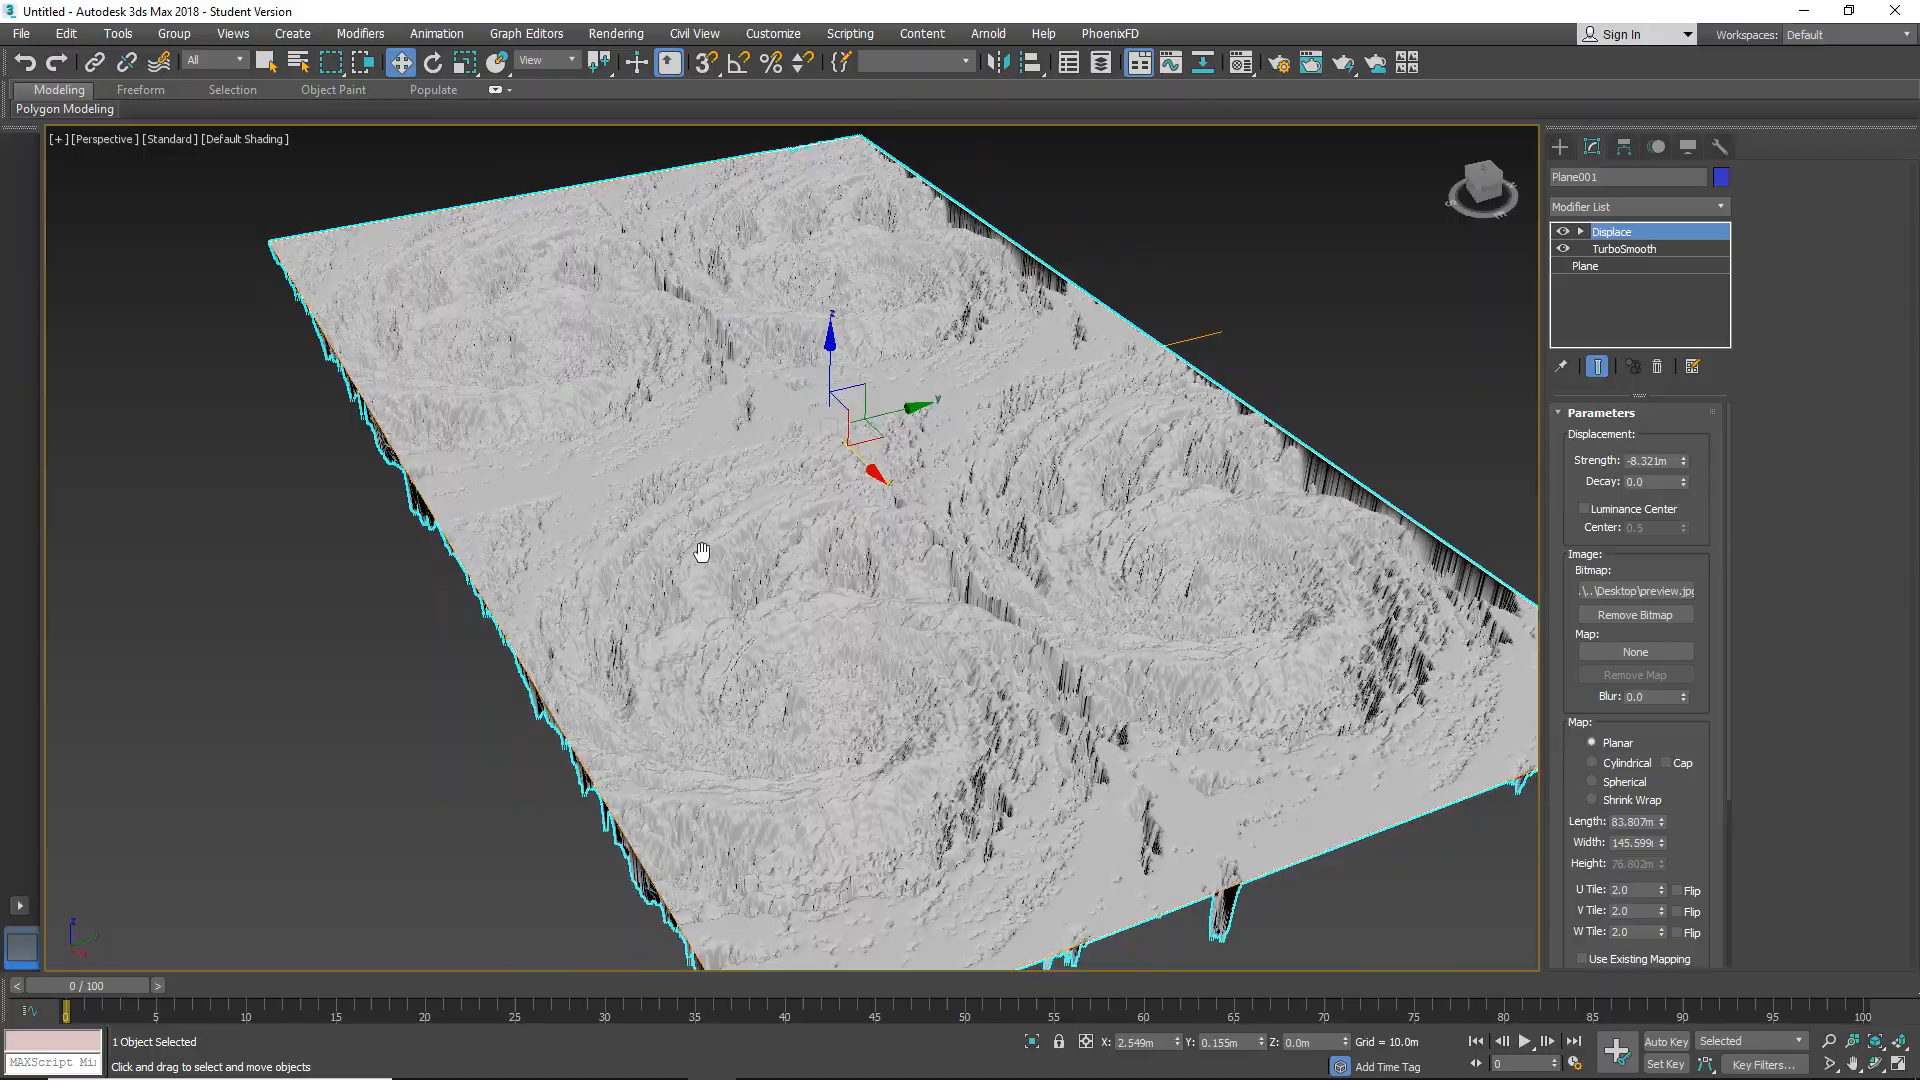 Untitled - Autodesk 3ds Max 2018 - Student Version
File Edit Tools Group Views Create Modifiers Animation Graph Editors Rendering Civil View Customize Scripting Content Arnold Help PhoenixFD
Sign In
Workspaces: Default
All
View
Modeling Freeform Selection Object Paint Populate
Polygon Modeling
[+] [Perspective ] [Standard ] [Default Shading ]
Plane001
Modifier List
Displace
TurboSmooth
Plane
Parameters
Displacement:
Strength: -8.321m
Decay: 0.0
Luminance Center
Center: 0.5
Image:
Bitmap:
.\..\Desktop\preview.jpg
Remove Bitmap
Map:
None
Remove Map
Blur: 0.0
Map:
Planar
Cylindrical Cap
Spherical
Shrink Wrap
Length: 83.807m
Width: 145.599
Height: 76.802m
U Tile: 2.0 Flip
V Tile: 2.0 Flip
W Tile: 2.0 Flip
Use Existing Mapping
z
y
x
z
< 0 / 100 >
0 5 10 15 20 25 30 35 40 45 50 55 60 65 70 75 80 85 90 95 100
1 Object Selected
X: 2.549m Y: 0.155m Z: 0.0m Grid = 10.0m
Auto Key Selected
MAXScript Mi
Click and drag to select and move objects
Add Time Tag
0
Set Key Key Filters...